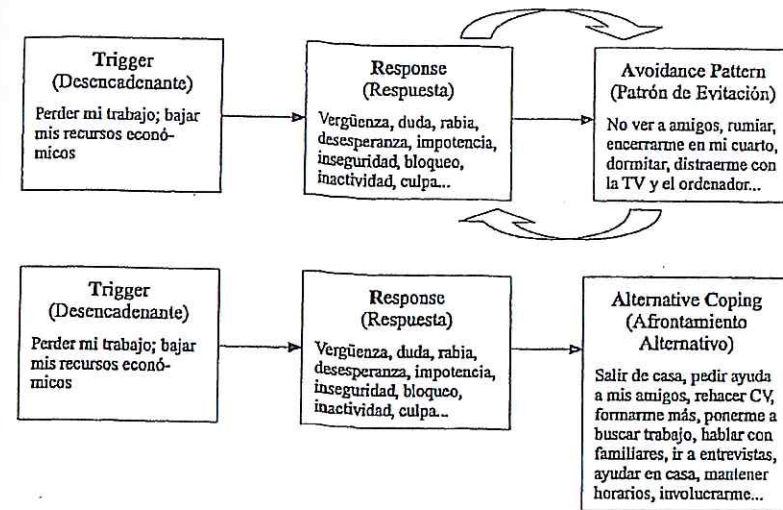 Trigger
(Desencadenante)
Perder mi trabajo; bajar
mis recursos econó-
micos
Response
(Respuesta)
Vergüenza, duda, rabia,
desesperanza, impotencia,
inseguridad, bloqueo,
inactividad, culpa...
Avoidance Pattern
(Patrón de Evitación)
No ver a amigos, rumiar,
encerrarme en mi cuarto,
dormitar, distraerme con
la TV y el ordenador...
Trigger
(Desencadenante)
Perder mi trabajo; bajar
mis recursos econó-
micos
Response
(Respuesta)
Vergüenza, duda, rabia,
desesperanza, impotencia,
inseguridad, bloqueo,
inactividad, culpa...
Alternative Coping
(Afrontamiento
Alternativo)
Salir de casa, pedir ayuda
a mis amigos, rehacer CV,
formarme más, ponerme a
buscar trabajo, hablar con
familiares, ir a entrevistas,
ayudar en casa, mantener
horarios, involucrarme...